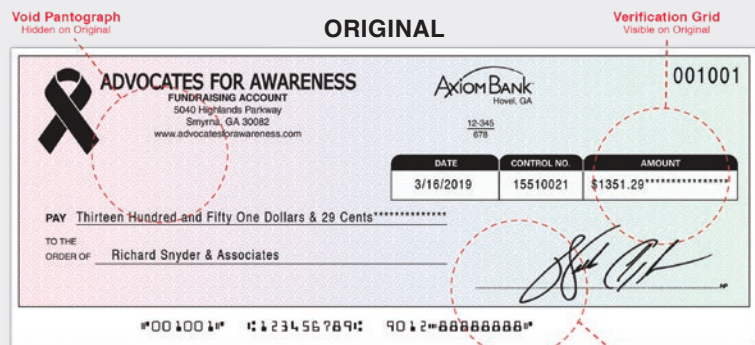 Void Pantograph
Hidden on Original
ORIGINAL
Verification Grid
Visible on Original
ADVOCATES FOR AWARENESS
FUNDRAISING ACCOUNT
5040 Highlands Parkway
Smyrna, GA 30082
www.advocatesforawareness.com
AXIOM BANK
Hovel, GA
12-345
678
001001
DATE CONTROL NO. AMOUNT
3/16/2019 15510021 $1351.29*****************
PAY Thirteen Hundred and Fifty One Dollars & 29 Cents**************
TO THE
ORDER OF Richard Snyder & Associates
MP
⑈001001⑈ ⑆123456789⑆ 9012⑉88888888⑈